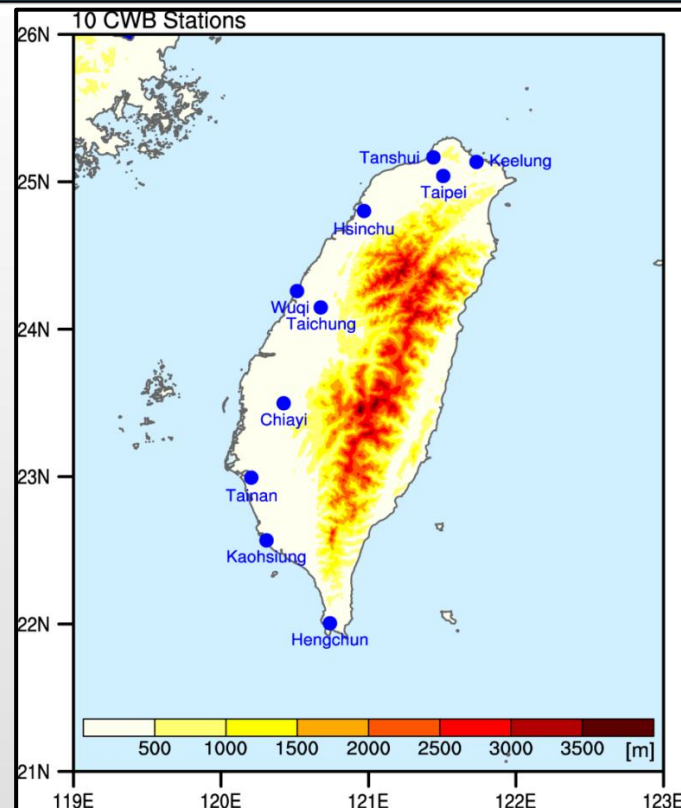 10 CWB Stations
26N
Tanshui
Keelung
25N
Taipei
Hsinchu
Wuqi
Taichung
24N
Chiayi
23N
Tainan
Kaohsiung
22N
Hengchun
500 1000 1500 2000 2500 3000 3500 [m]
21N
119E 120E 121E 122E 123E